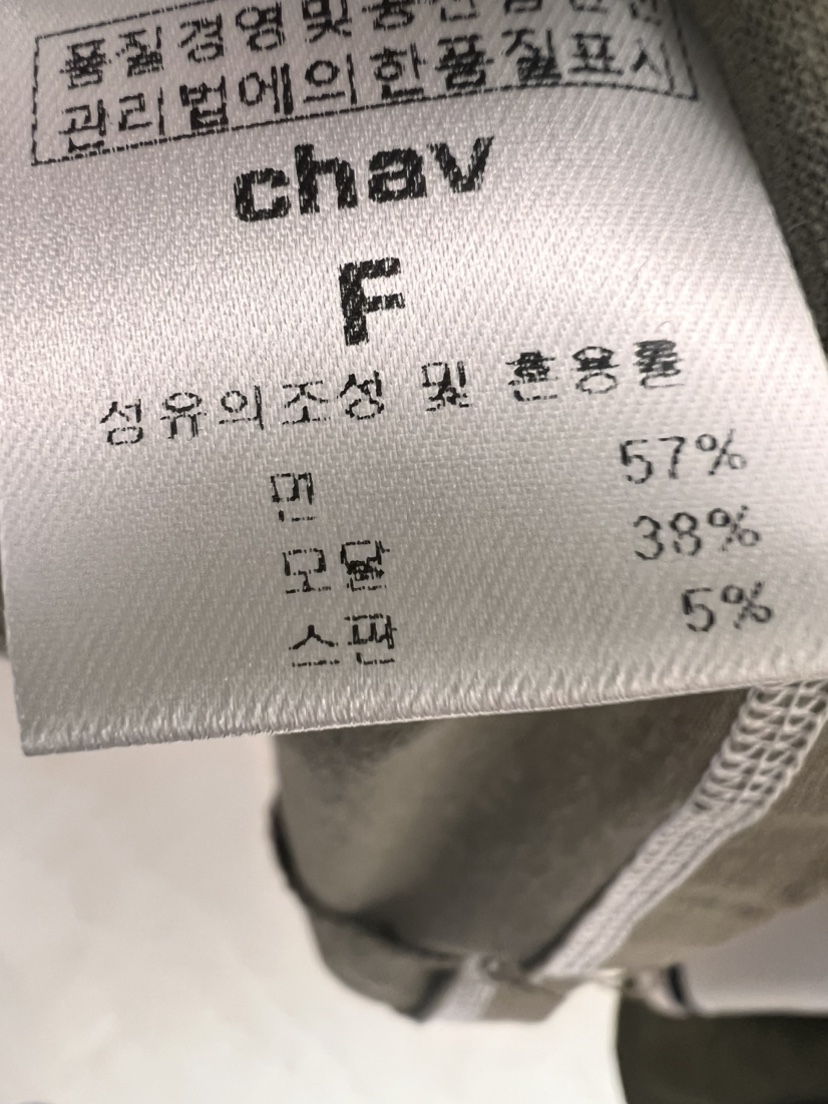 품질경영및공산품안전
관리법에의한품질표시
chav
F
섬유의조성 및 혼용률
면 57%
모달 38%
스판 5%